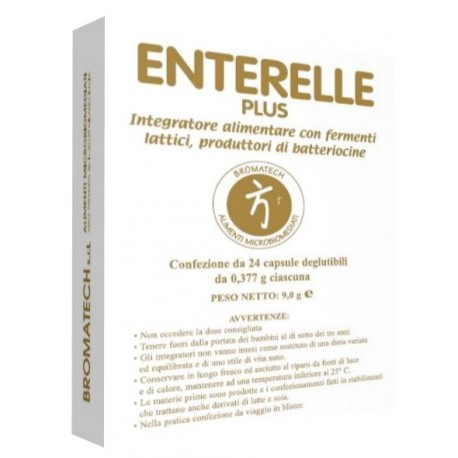 ENTERELLE
PLUS
Integratore alimentare con fermenti
lattici, produttori di batteriocine
BROMATECH
方
ALIMENTI MICROBIOMEDIATI
Confezione da 24 capsule deglutibili
da 0,377 g ciascuna
PESO NETTO: 9,0 g e
AVVERTENZE:
• Non eccedere la dose consigliata
• Tenere fuori dalla portata dei bambini al di sotto dei tre anni
• Gli integratori non vanno intesi come sostituto di una dieta variata
ed equilibrata e di uno stile di vita sano.
• Conservare in luogo fresco ed asciutto al riparo da fonti di luce
e di calore, mantenere ad una temperatura inferiore ai 25° C.
• Le materie prime sono prodotte e i confezionamenti fatti in stabilimenti
che trattano anche derivati di latte e soia.
• Nella pratica confezione da viaggio in blister.
BROMATECH s.r.l.
ALIMENTI MICROBIOMEDIATI